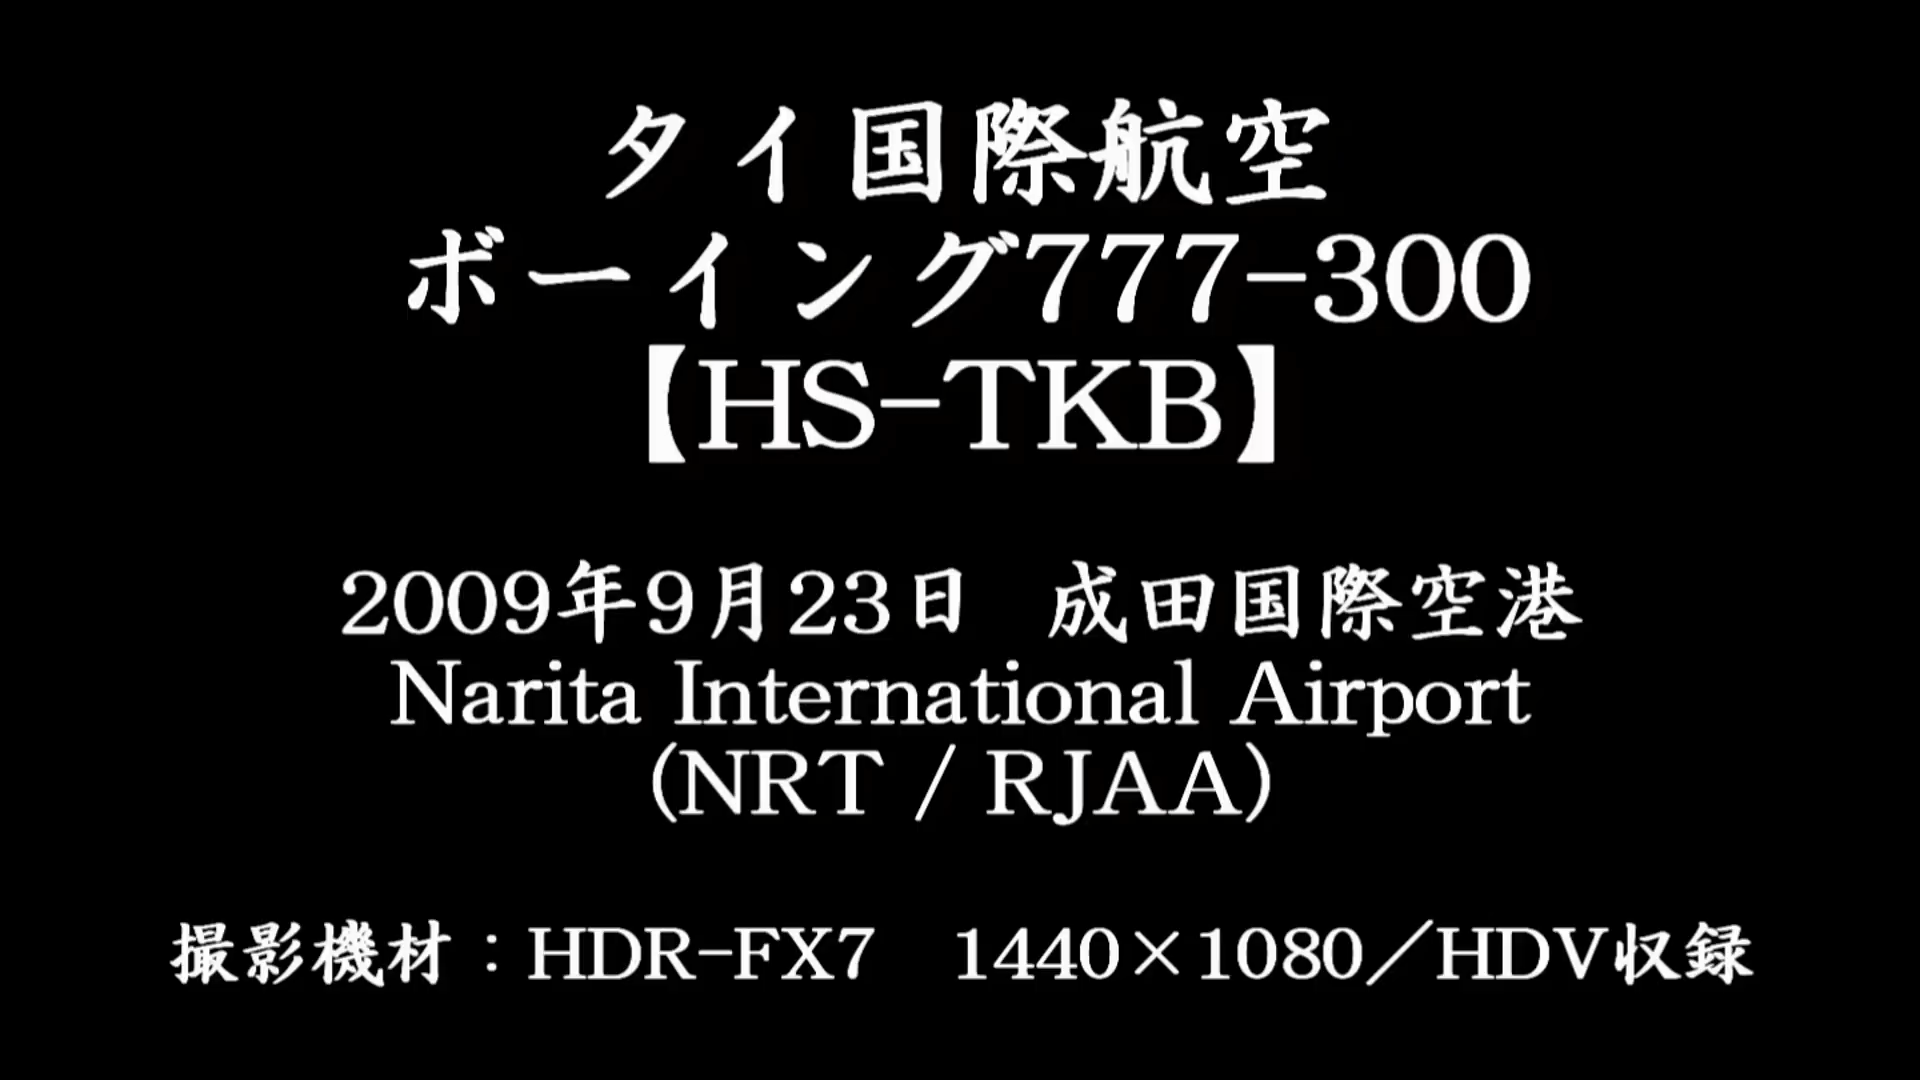 タイ国際航空
ボーイング777-300
【HS-TKB】
2009年9月23日　成田国際空港
Narita International Airport
(NRT / RJAA)
撮影機材：HDR-FX7　1440×1080／HDV収録